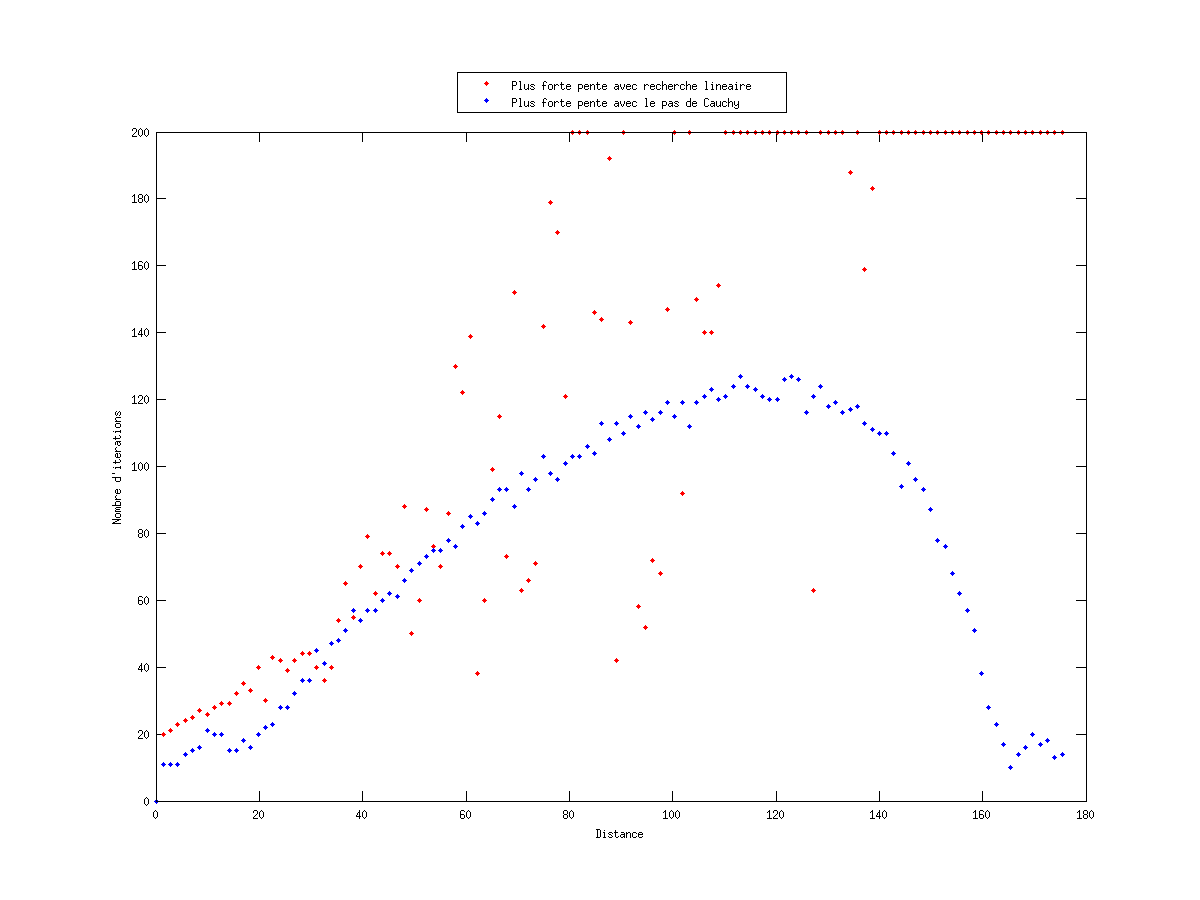 Plus forte pente avec recherche lineaire
Plus forte pente avec le pas de Cauchy
200
180
160
140
120
100
80
60
40
20
0
Nombre d'iterations
0 20 40 60 80 100 120 140 160 180
Distance